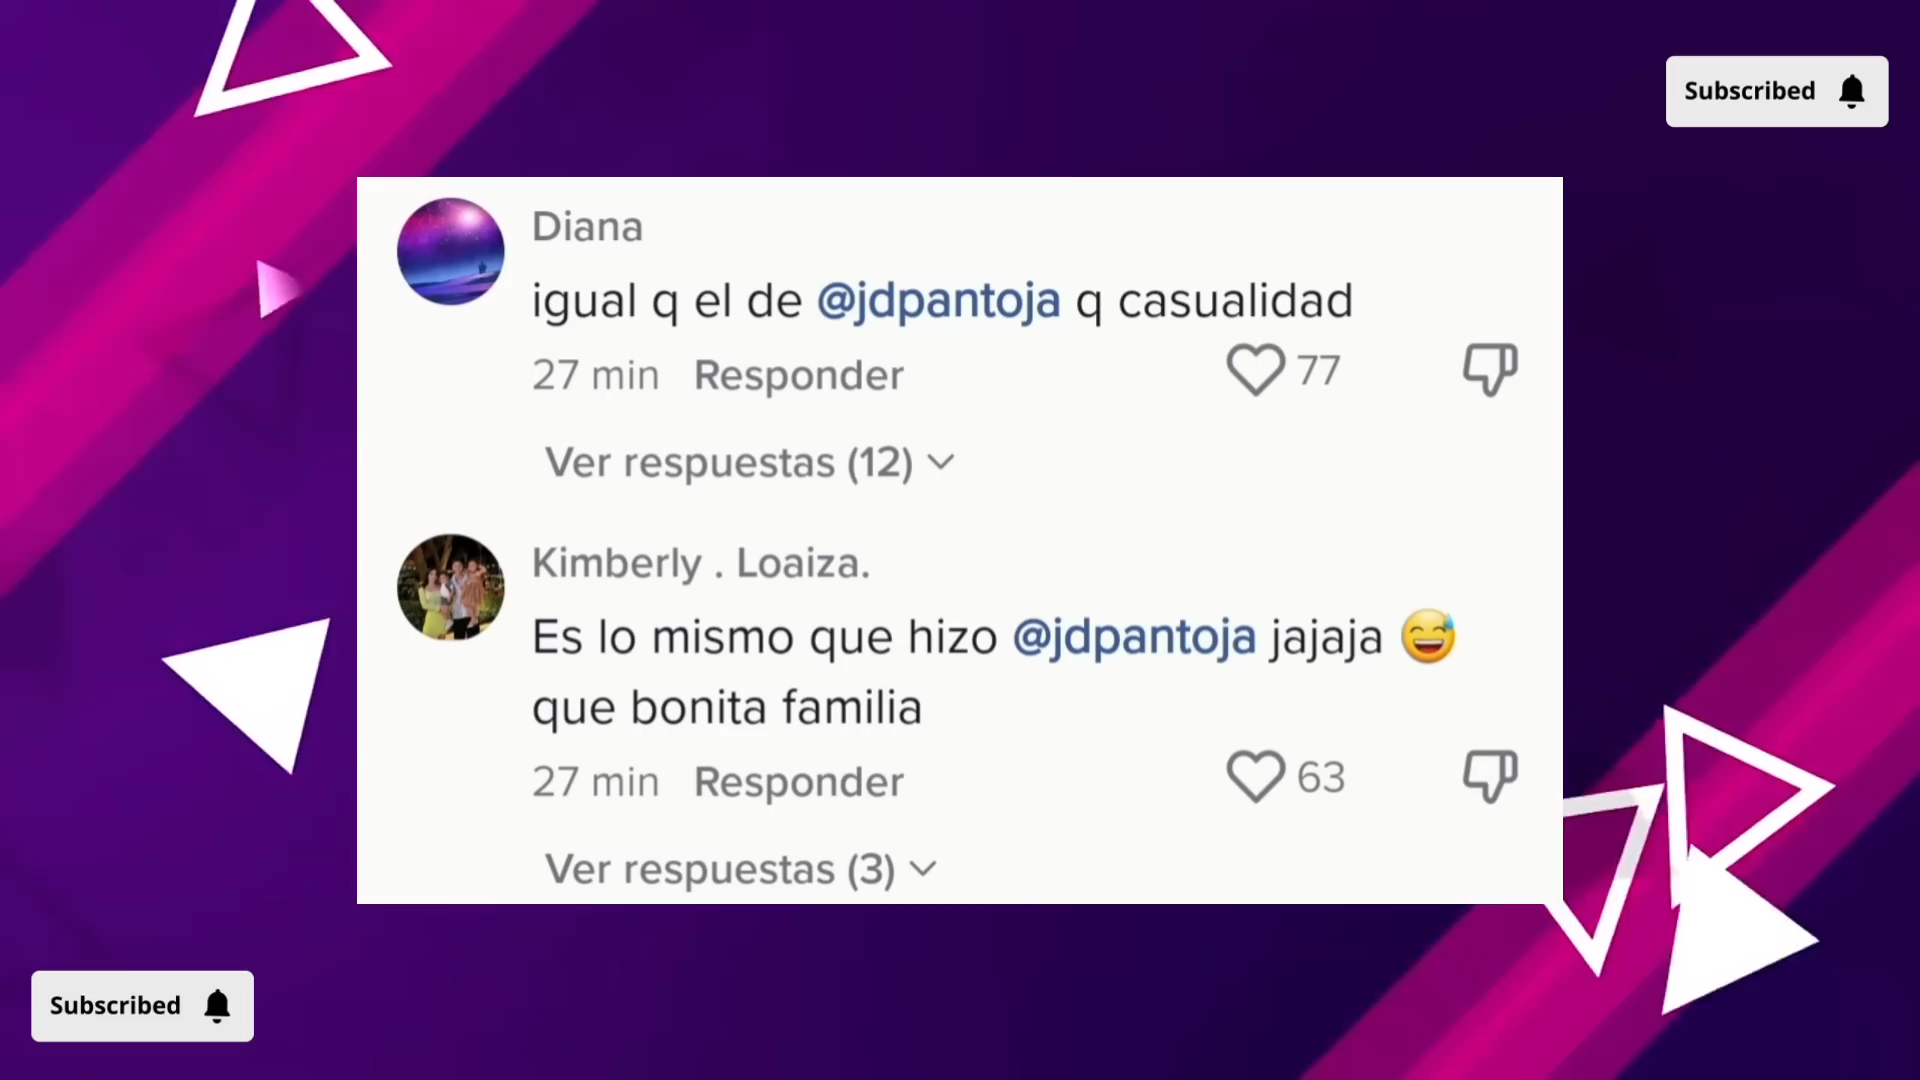 Subscribed
Diana
igual q el de @jdpantoja q casualidad
27 min Responder 77
Ver respuestas (12)
Kimberly . Loaiza.
Es lo mismo que hizo @jdpantoja jajaja 😅
que bonita familia
27 min Responder 63
Ver respuestas (3)
Subscribed